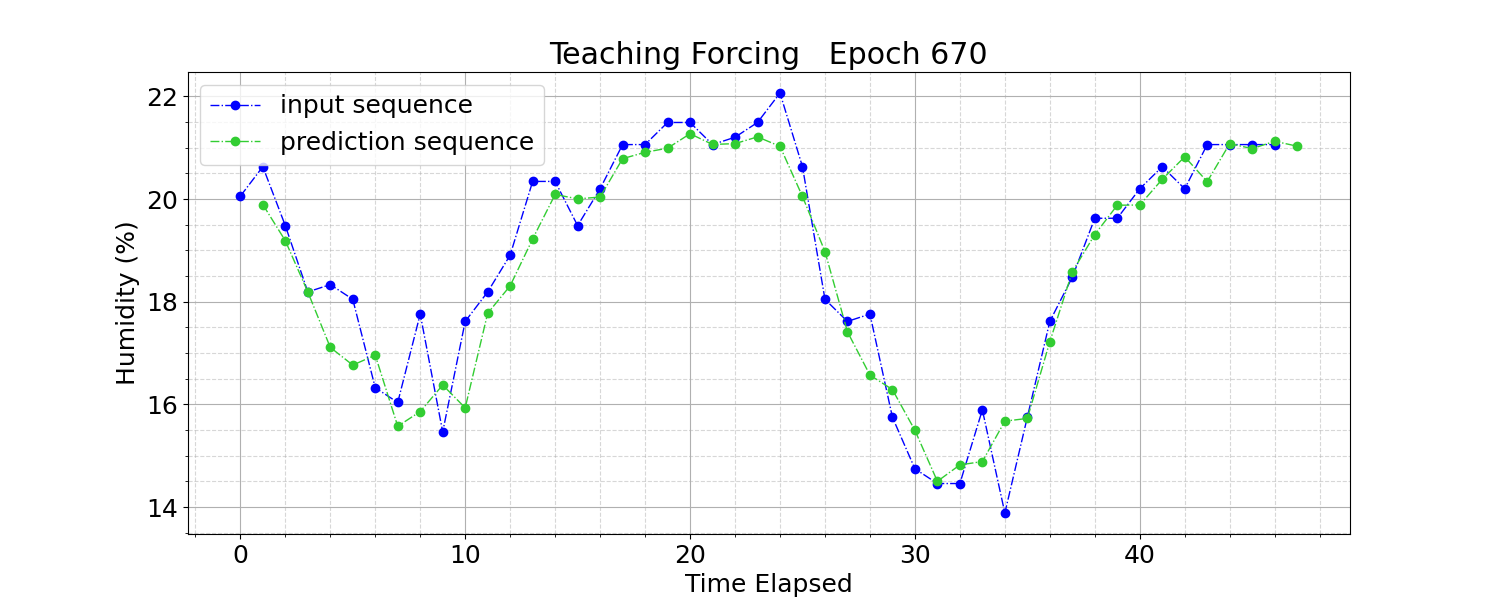 Teaching Forcing   Epoch 670
input sequence
prediction sequence
Humidity (%)
22
20
18
16
14
0 10 20 30 40
Time Elapsed